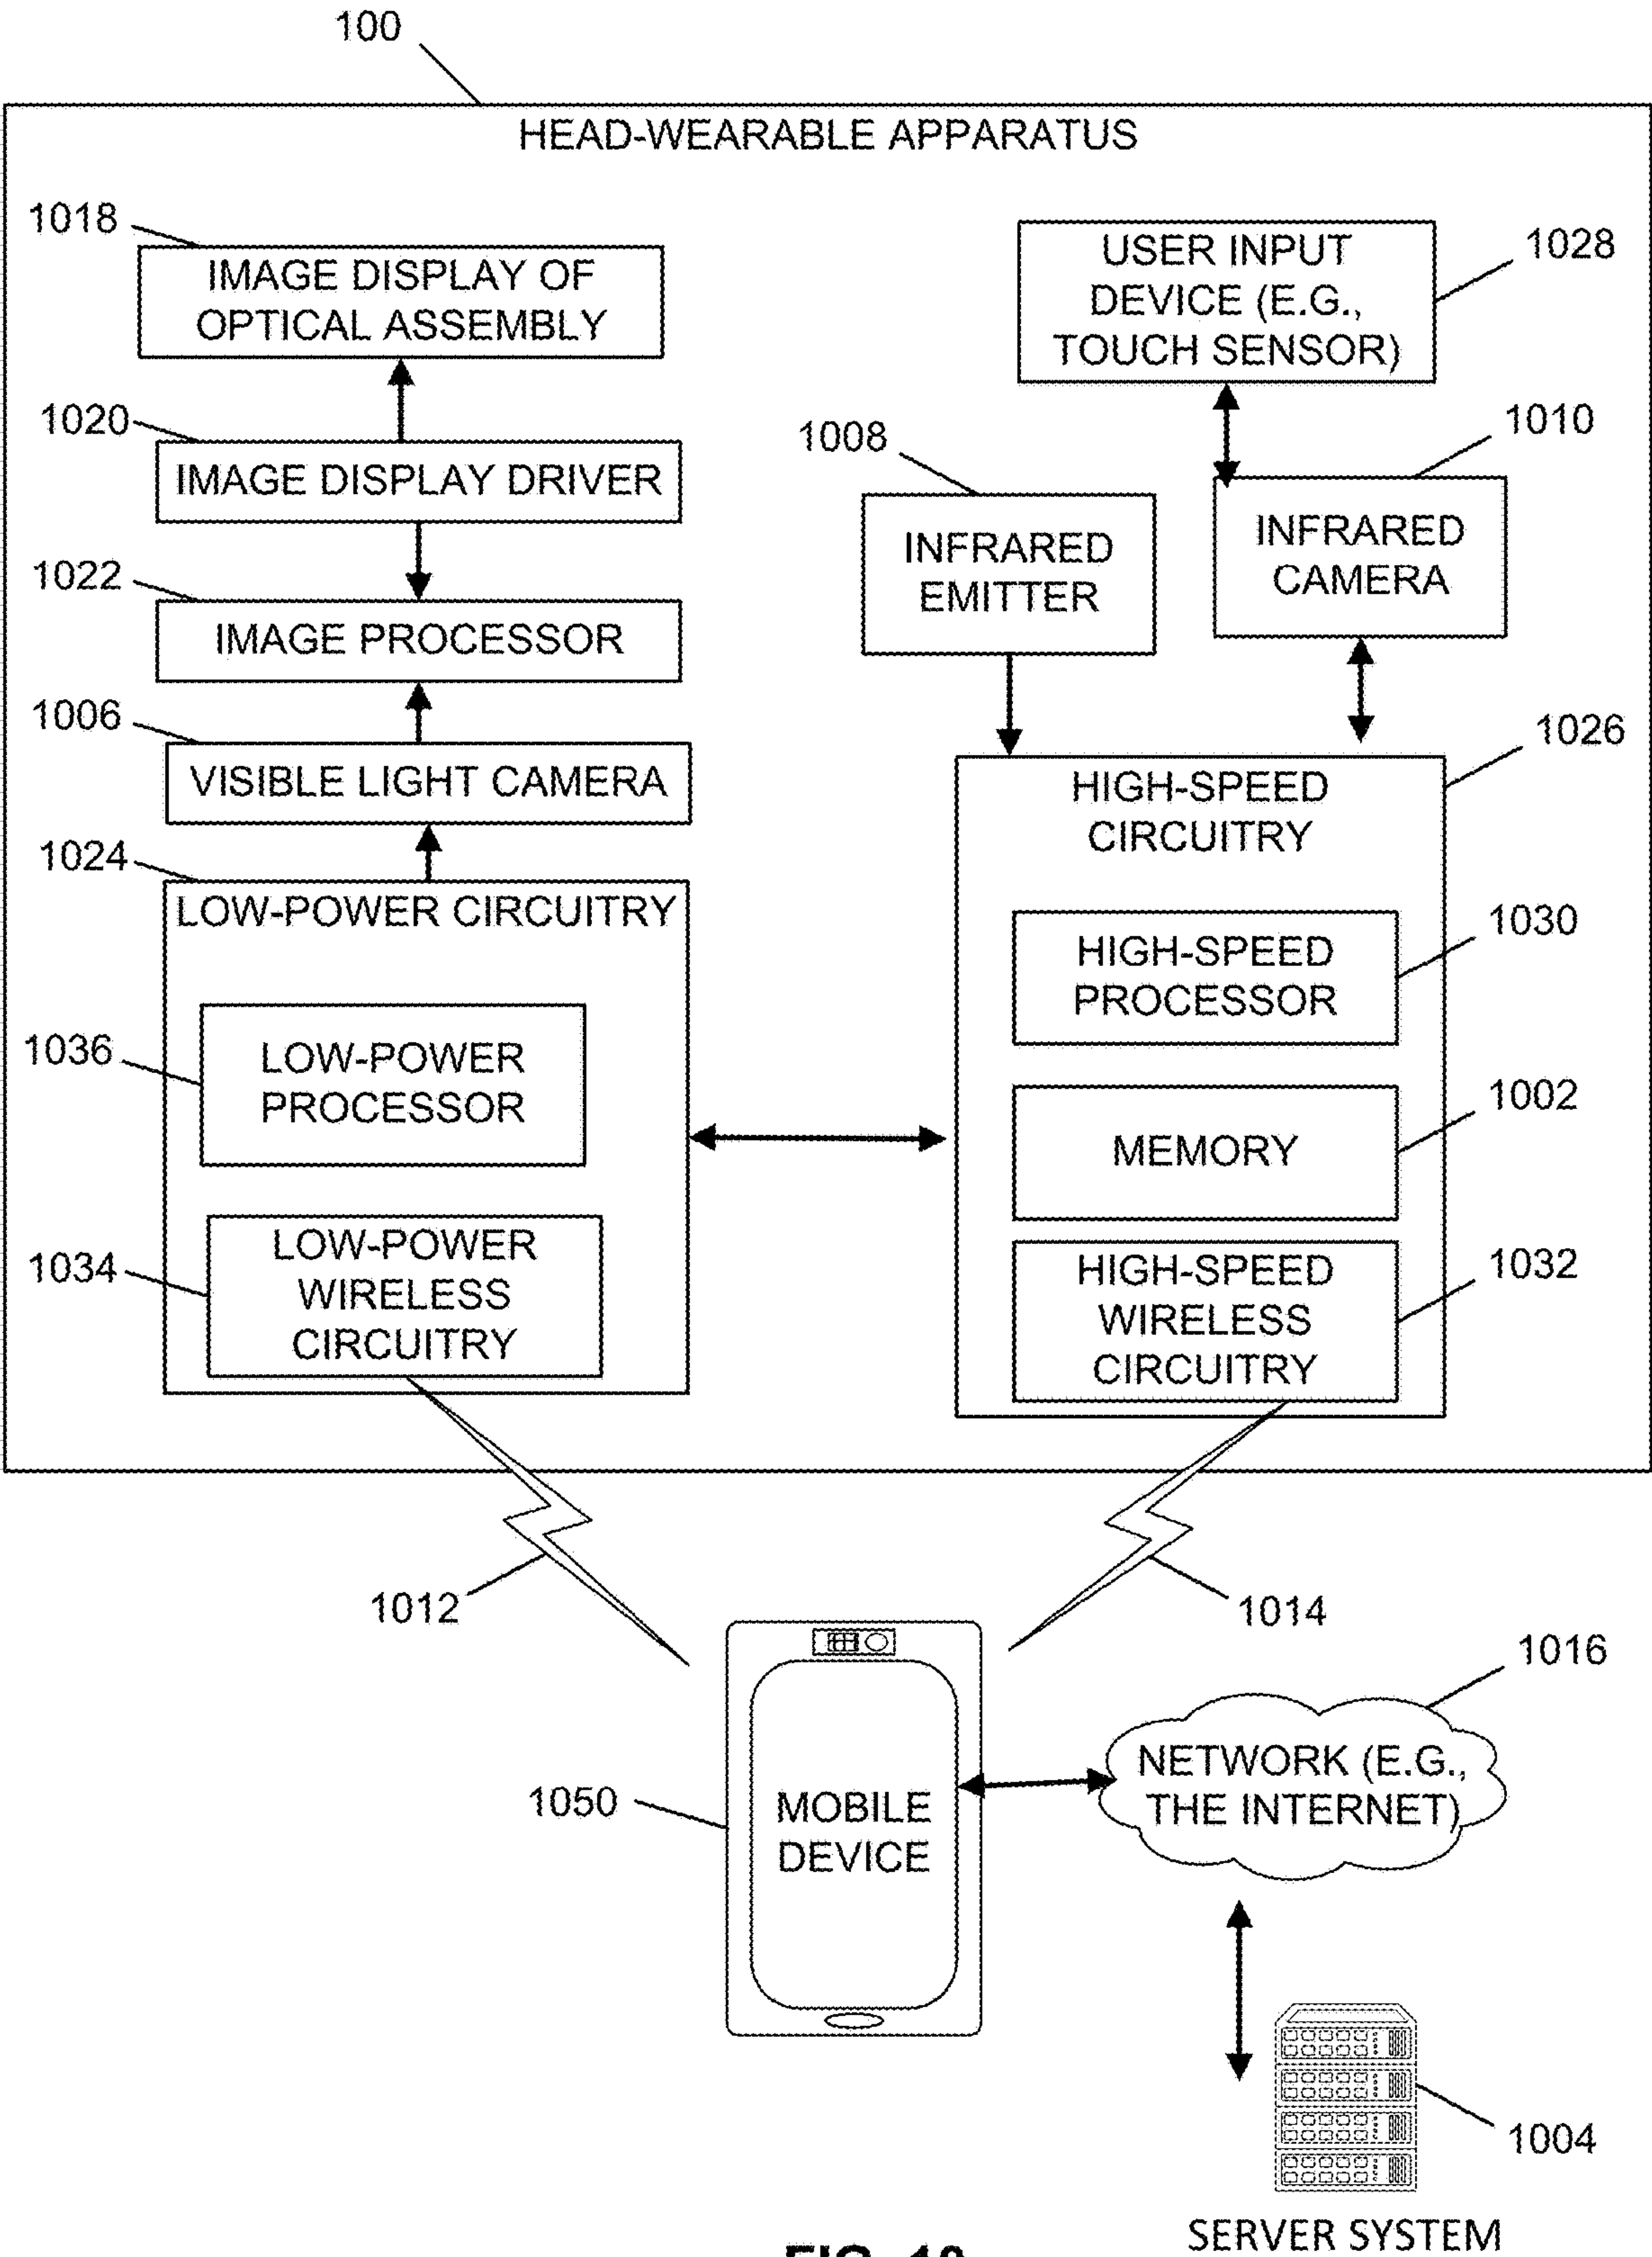 100
HEAD-WEARABLE APPARATUS
1018
IMAGE DISPLAY OF
OPTICAL ASSEMBLY
USER INPUT
DEVICE (E.G.,
TOUCH SENSOR)
1028
1020
IMAGE DISPLAY DRIVER
1008
1010
INFRARED
EMITTER
INFRARED
CAMERA
1022
IMAGE PROCESSOR
1006
VISIBLE LIGHT CAMERA
1026
HIGH-SPEED
CIRCUITRY
1024
LOW-POWER CIRCUITRY
1030
HIGH-SPEED
PROCESSOR
1036
LOW-POWER
PROCESSOR
1002
MEMORY
1034
LOW-POWER
WIRELESS
CIRCUITRY
1032
HIGH-SPEED
WIRELESS
CIRCUITRY
1012
1014
1016
NETWORK (E.G.,
THE INTERNET)
1050
MOBILE
DEVICE
1004
SERVER SYSTEM